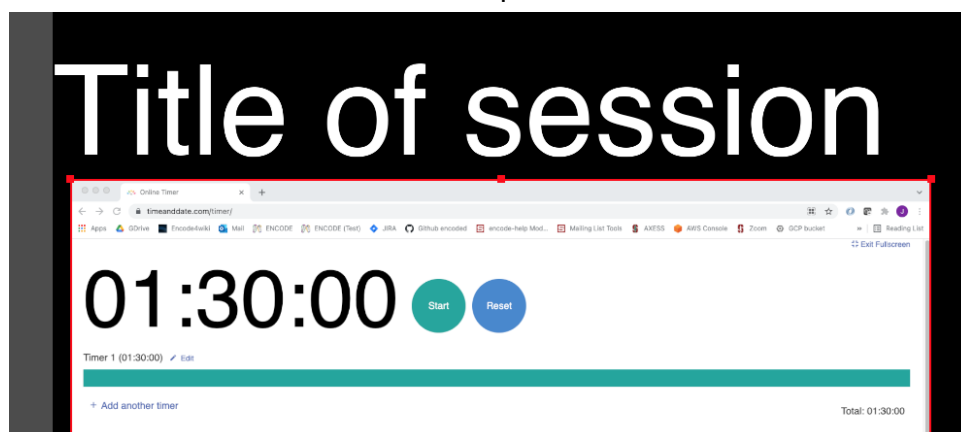 Title of session
Online Timer
timeanddate.com/timer/
Apps GDrive Encode4wiki Mail ENCODE ENCODE (Test) JIRA Github encoded encode-help Mod... Mailing List Tools AXESS AWS Console Zoom GCP bucket » Reading List
Exit Fullscreen
01:30:00 Start Reset
Timer 1 (01:30:00) Edit
+ Add another timer
Total: 01:30:00